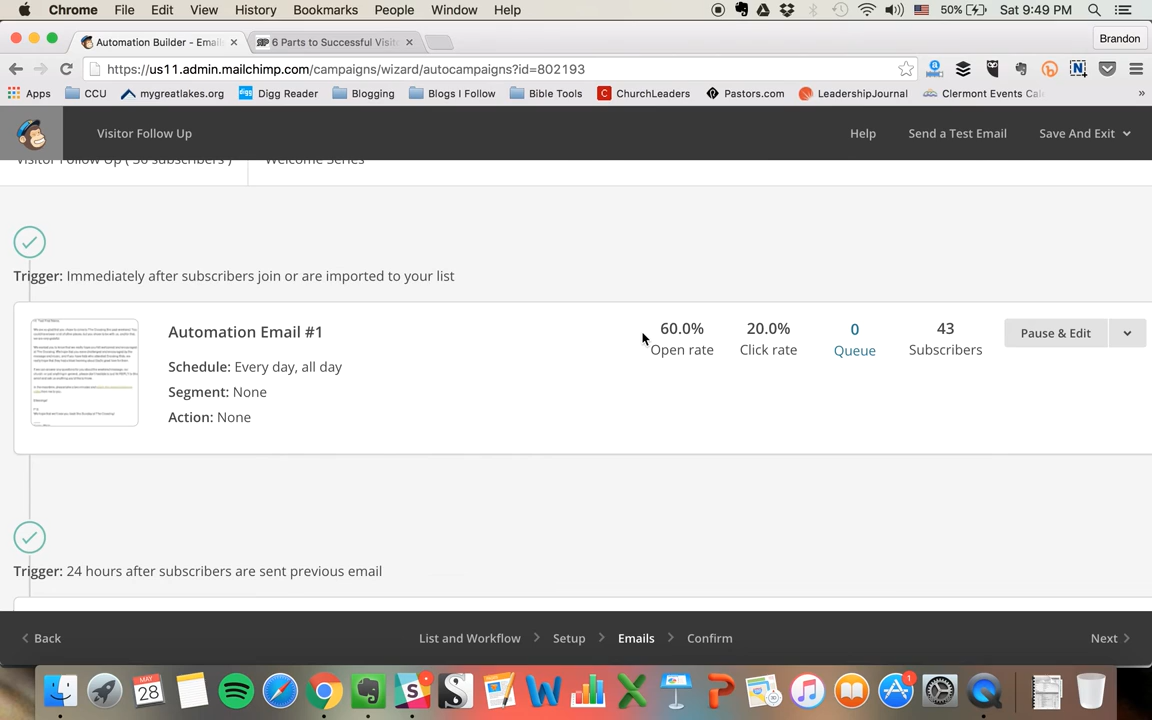 Chrome File Edit View History Bookmarks People Window Help 50% Sat 9:49 PM
Automation Builder - Email 6 Parts to Successful Visit Brandon
https://us11.admin.mailchimp.com/campaigns/wizard/autocampaigns?id=802193
Apps CCU mygreatlakes.org digg Digg Reader Blogging Blogs I Follow Bible Tools C ChurchLeaders Pastors.com LeadershipJournal Clermont Events Cal »
Visitor Follow Up Help Send a Test Email Save And Exit
Visitor Follow Up ( 36 subscribers ) Welcome Series
Trigger: Immediately after subscribers join or are imported to your list
Automation Email #1
Schedule: Every day, all day
Segment: None
Action: None
60.0% 20.0% 0 43
Open rate Click rate Queue Subscribers
Pause & Edit
Trigger: 24 hours after subscribers are sent previous email
Back List and Workflow Setup Emails Confirm Next
MAY
28
1